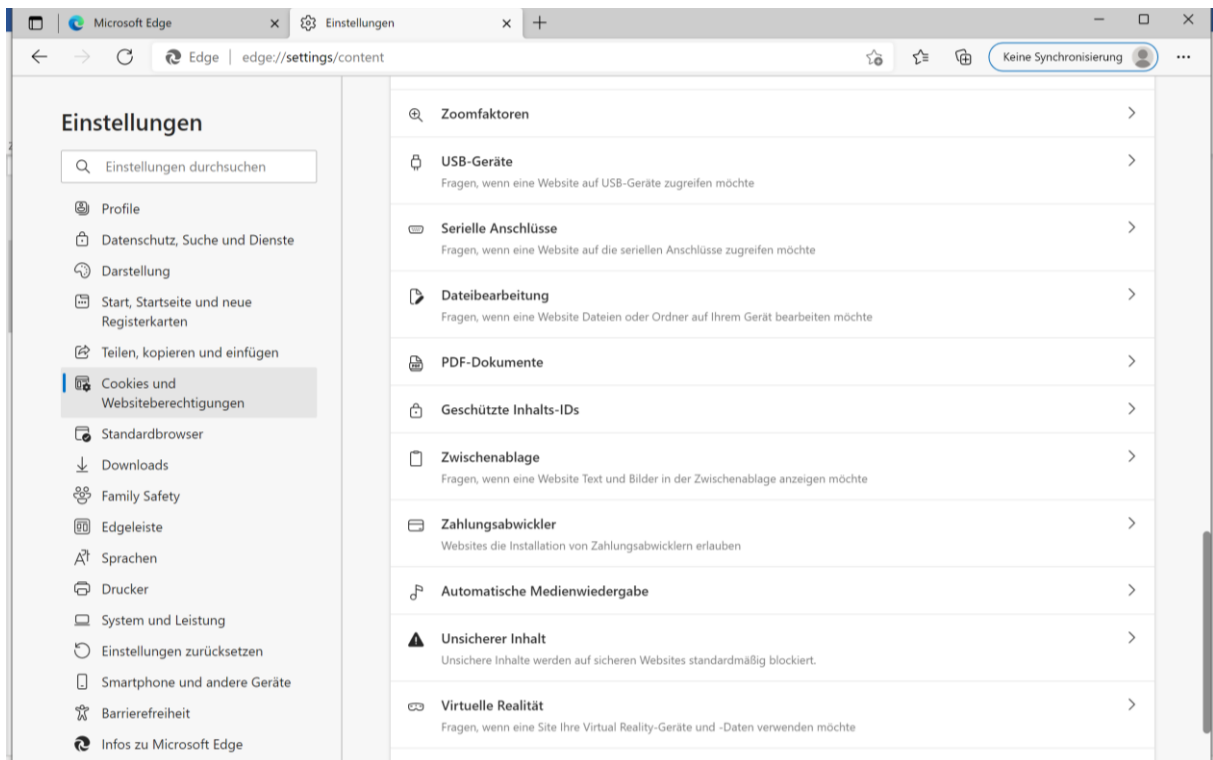 Microsoft Edge
Einstellungen
Edge | edge://settings/content
Keine Synchronisierung
Einstellungen
Einstellungen durchsuchen
Profile
Datenschutz, Suche und Dienste
Darstellung
Start, Startseite und neue
Registerkarten
Teilen, kopieren und einfügen
Cookies und
Websiteberechtigungen
Standardbrowser
Downloads
Family Safety
Edgeleiste
Sprachen
Drucker
System und Leistung
Einstellungen zurücksetzen
Smartphone und andere Geräte
Barrierefreiheit
Infos zu Microsoft Edge
Zoomfaktoren
USB-Geräte
Fragen, wenn eine Website auf USB-Geräte zugreifen möchte
Serielle Anschlüsse
Fragen, wenn eine Website auf die seriellen Anschlüsse zugreifen möchte
Dateibearbeitung
Fragen, wenn eine Website Dateien oder Ordner auf Ihrem Gerät bearbeiten möchte
PDF-Dokumente
Geschützte Inhalts-IDs
Zwischenablage
Fragen, wenn eine Website Text und Bilder in der Zwischenablage anzeigen möchte
Zahlungsabwickler
Websites die Installation von Zahlungsabwicklern erlauben
Automatische Medienwiedergabe
Unsicherer Inhalt
Unsichere Inhalte werden auf sicheren Websites standardmäßig blockiert.
Virtuelle Realität
Fragen, wenn eine Site Ihre Virtual Reality-Geräte und -Daten verwenden möchte